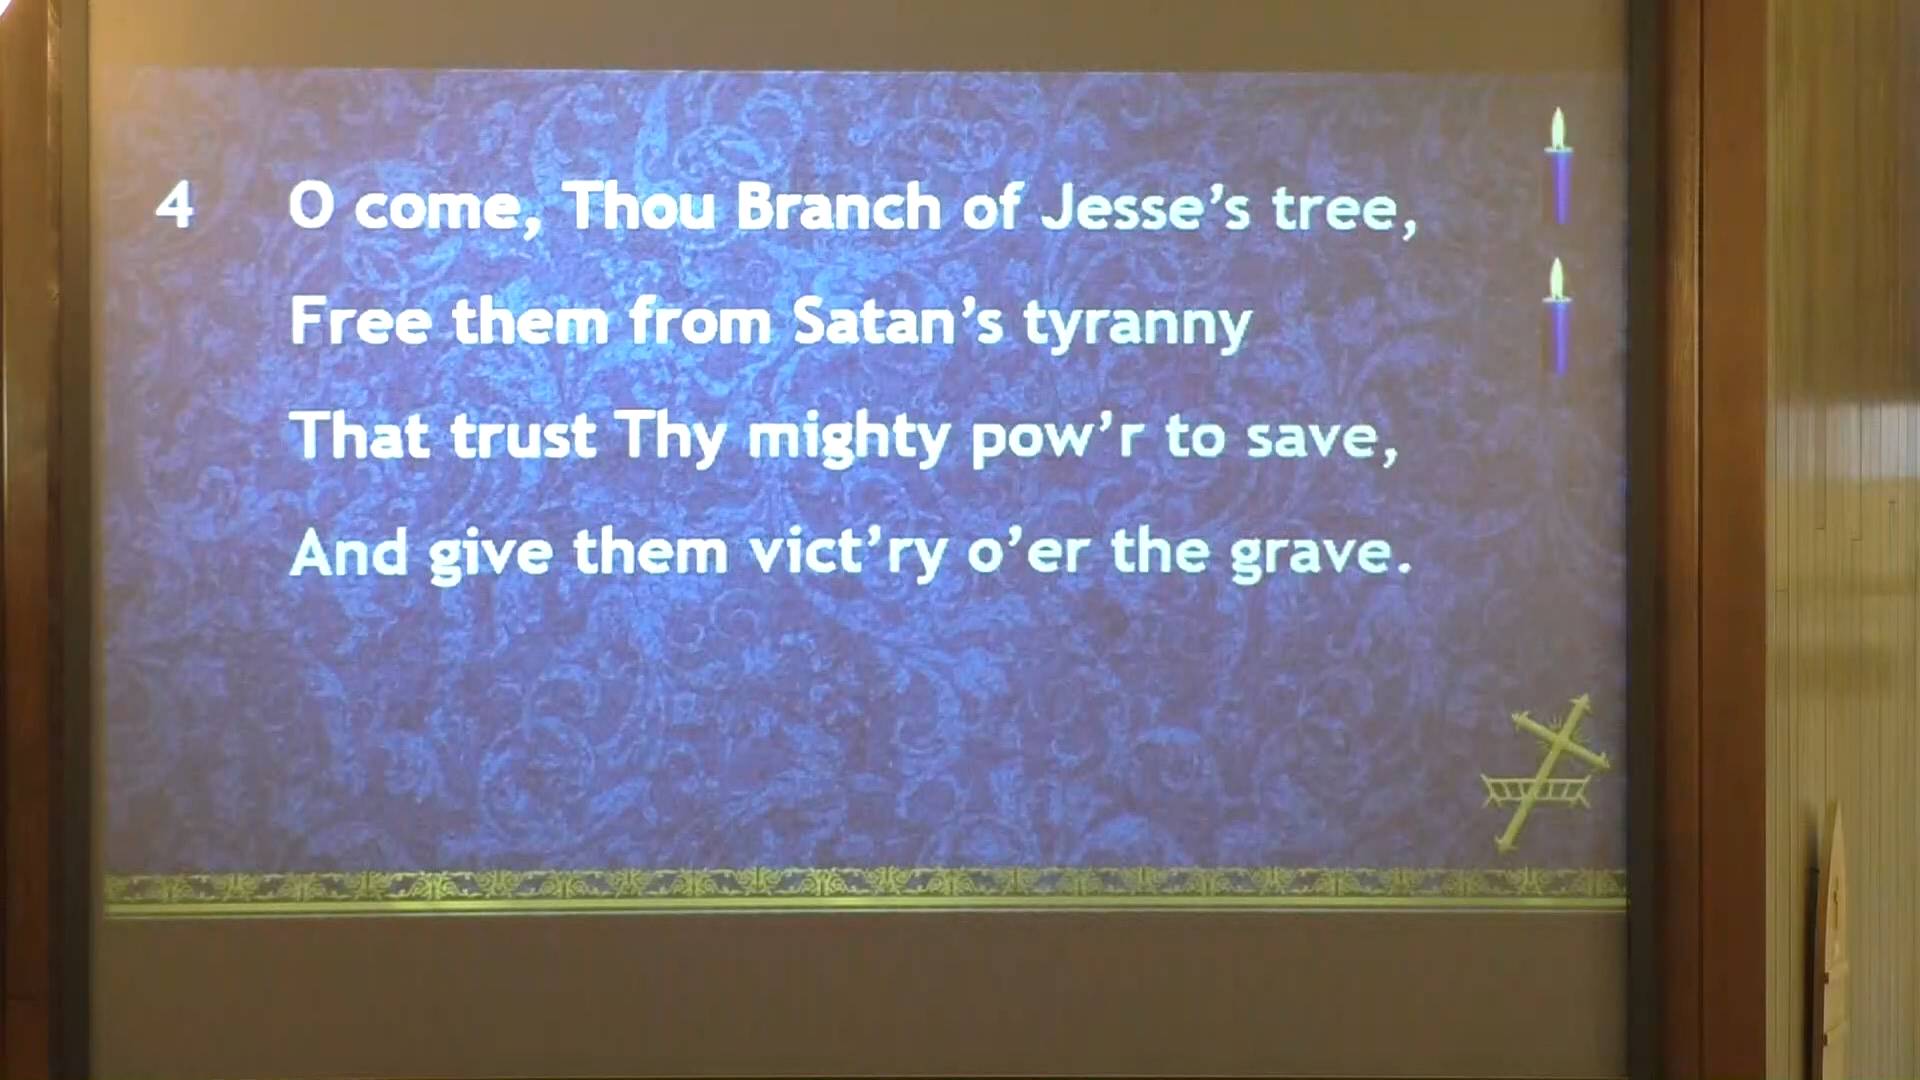 4 O come, Thou Branch of Jesse’s tree,
Free them from Satan’s tyranny
That trust Thy mighty pow’r to save,
And give them vict’ry o’er the grave.